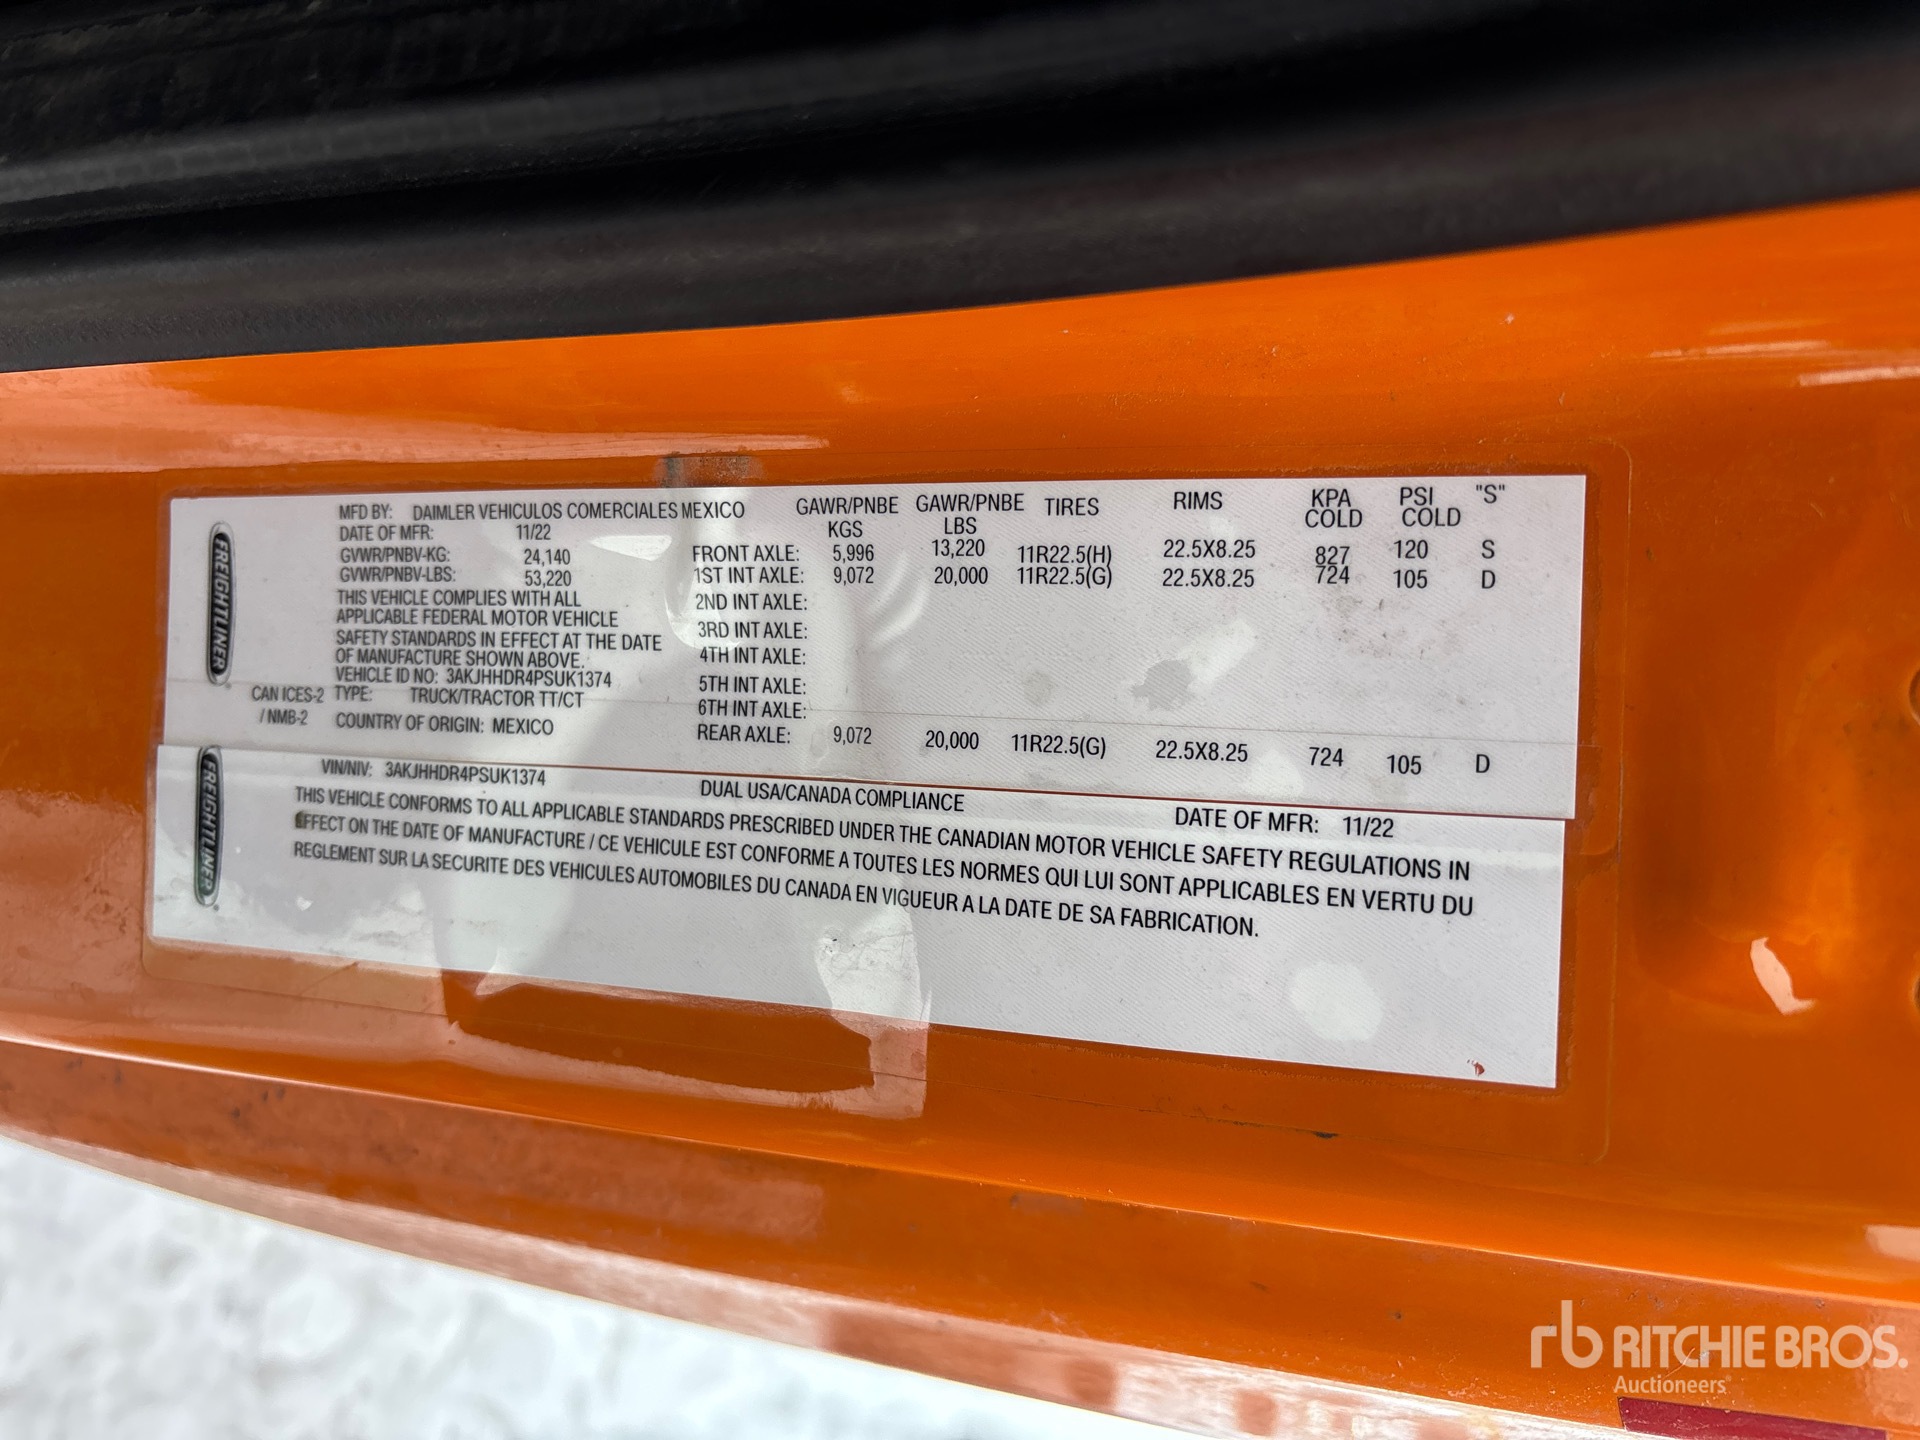 FREIGHTLINER
MFD BY: DAIMLER VEHICULOS COMERCIALES MEXICO
DATE OF MFR: 11/22
GVWR/PNBV-KG: 24,140
GVWR/PNBV-LBS: 53,220
THIS VEHICLE COMPLIES WITH ALL
APPLICABLE FEDERAL MOTOR VEHICLE
SAFETY STANDARDS IN EFFECT AT THE DATE
OF MANUFACTURE SHOWN ABOVE.
VEHICLE ID NO: 3AKJHHDR4PSUK1374
CAN ICES-2 TYPE: TRUCK/TRACTOR TT/CT
/ NMB-2 COUNTRY OF ORIGIN: MEXICO
GAWR/PNBE GAWR/PNBE TIRES RIMS KPA PSI "S"
KGS LBS COLD COLD
FRONT AXLE: 5,996 13,220 11R22.5(H) 22.5X8.25 827 120 S
1ST INT AXLE: 9,072 20,000 11R22.5(G) 22.5X8.25 724 105 D
2ND INT AXLE:
3RD INT AXLE:
4TH INT AXLE:
5TH INT AXLE:
6TH INT AXLE:
REAR AXLE: 9,072 20,000 11R22.5(G) 22.5X8.25 724 105 D
FREIGHTLINER
VIN/NIV: 3AKJHHDR4PSUK1374 DUAL USA/CANADA COMPLIANCE DATE OF MFR: 11/22
THIS VEHICLE CONFORMS TO ALL APPLICABLE STANDARDS PRESCRIBED UNDER THE CANADIAN MOTOR VEHICLE SAFETY REGULATIONS IN
EFFECT ON THE DATE OF MANUFACTURE / CE VEHICULE EST CONFORME A TOUTES LES NORMES QUI LUI SONT APPLICABLES EN VERTU DU
REGLEMENT SUR LA SECURITE DES VEHICULES AUTOMOBILES DU CANADA EN VIGUEUR A LA DATE DE SA FABRICATION.
rb RITCHIE BROS.
Auctioneers